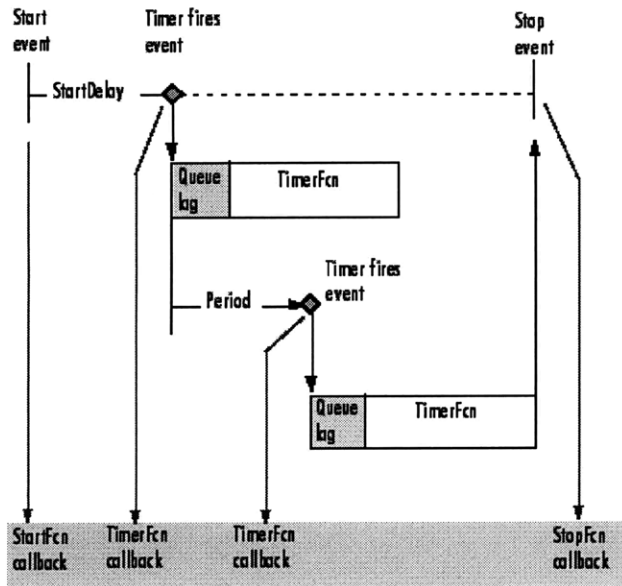 Start
event
Timer fires
event
Stop
event
StartDelay
Queue
lag
TimerFcn
Timer fires
event
Period
Queue
lag
TimerFcn
StartFcn
callback
TimerFcn
callback
TimerFcn
callback
StopFcn
callback